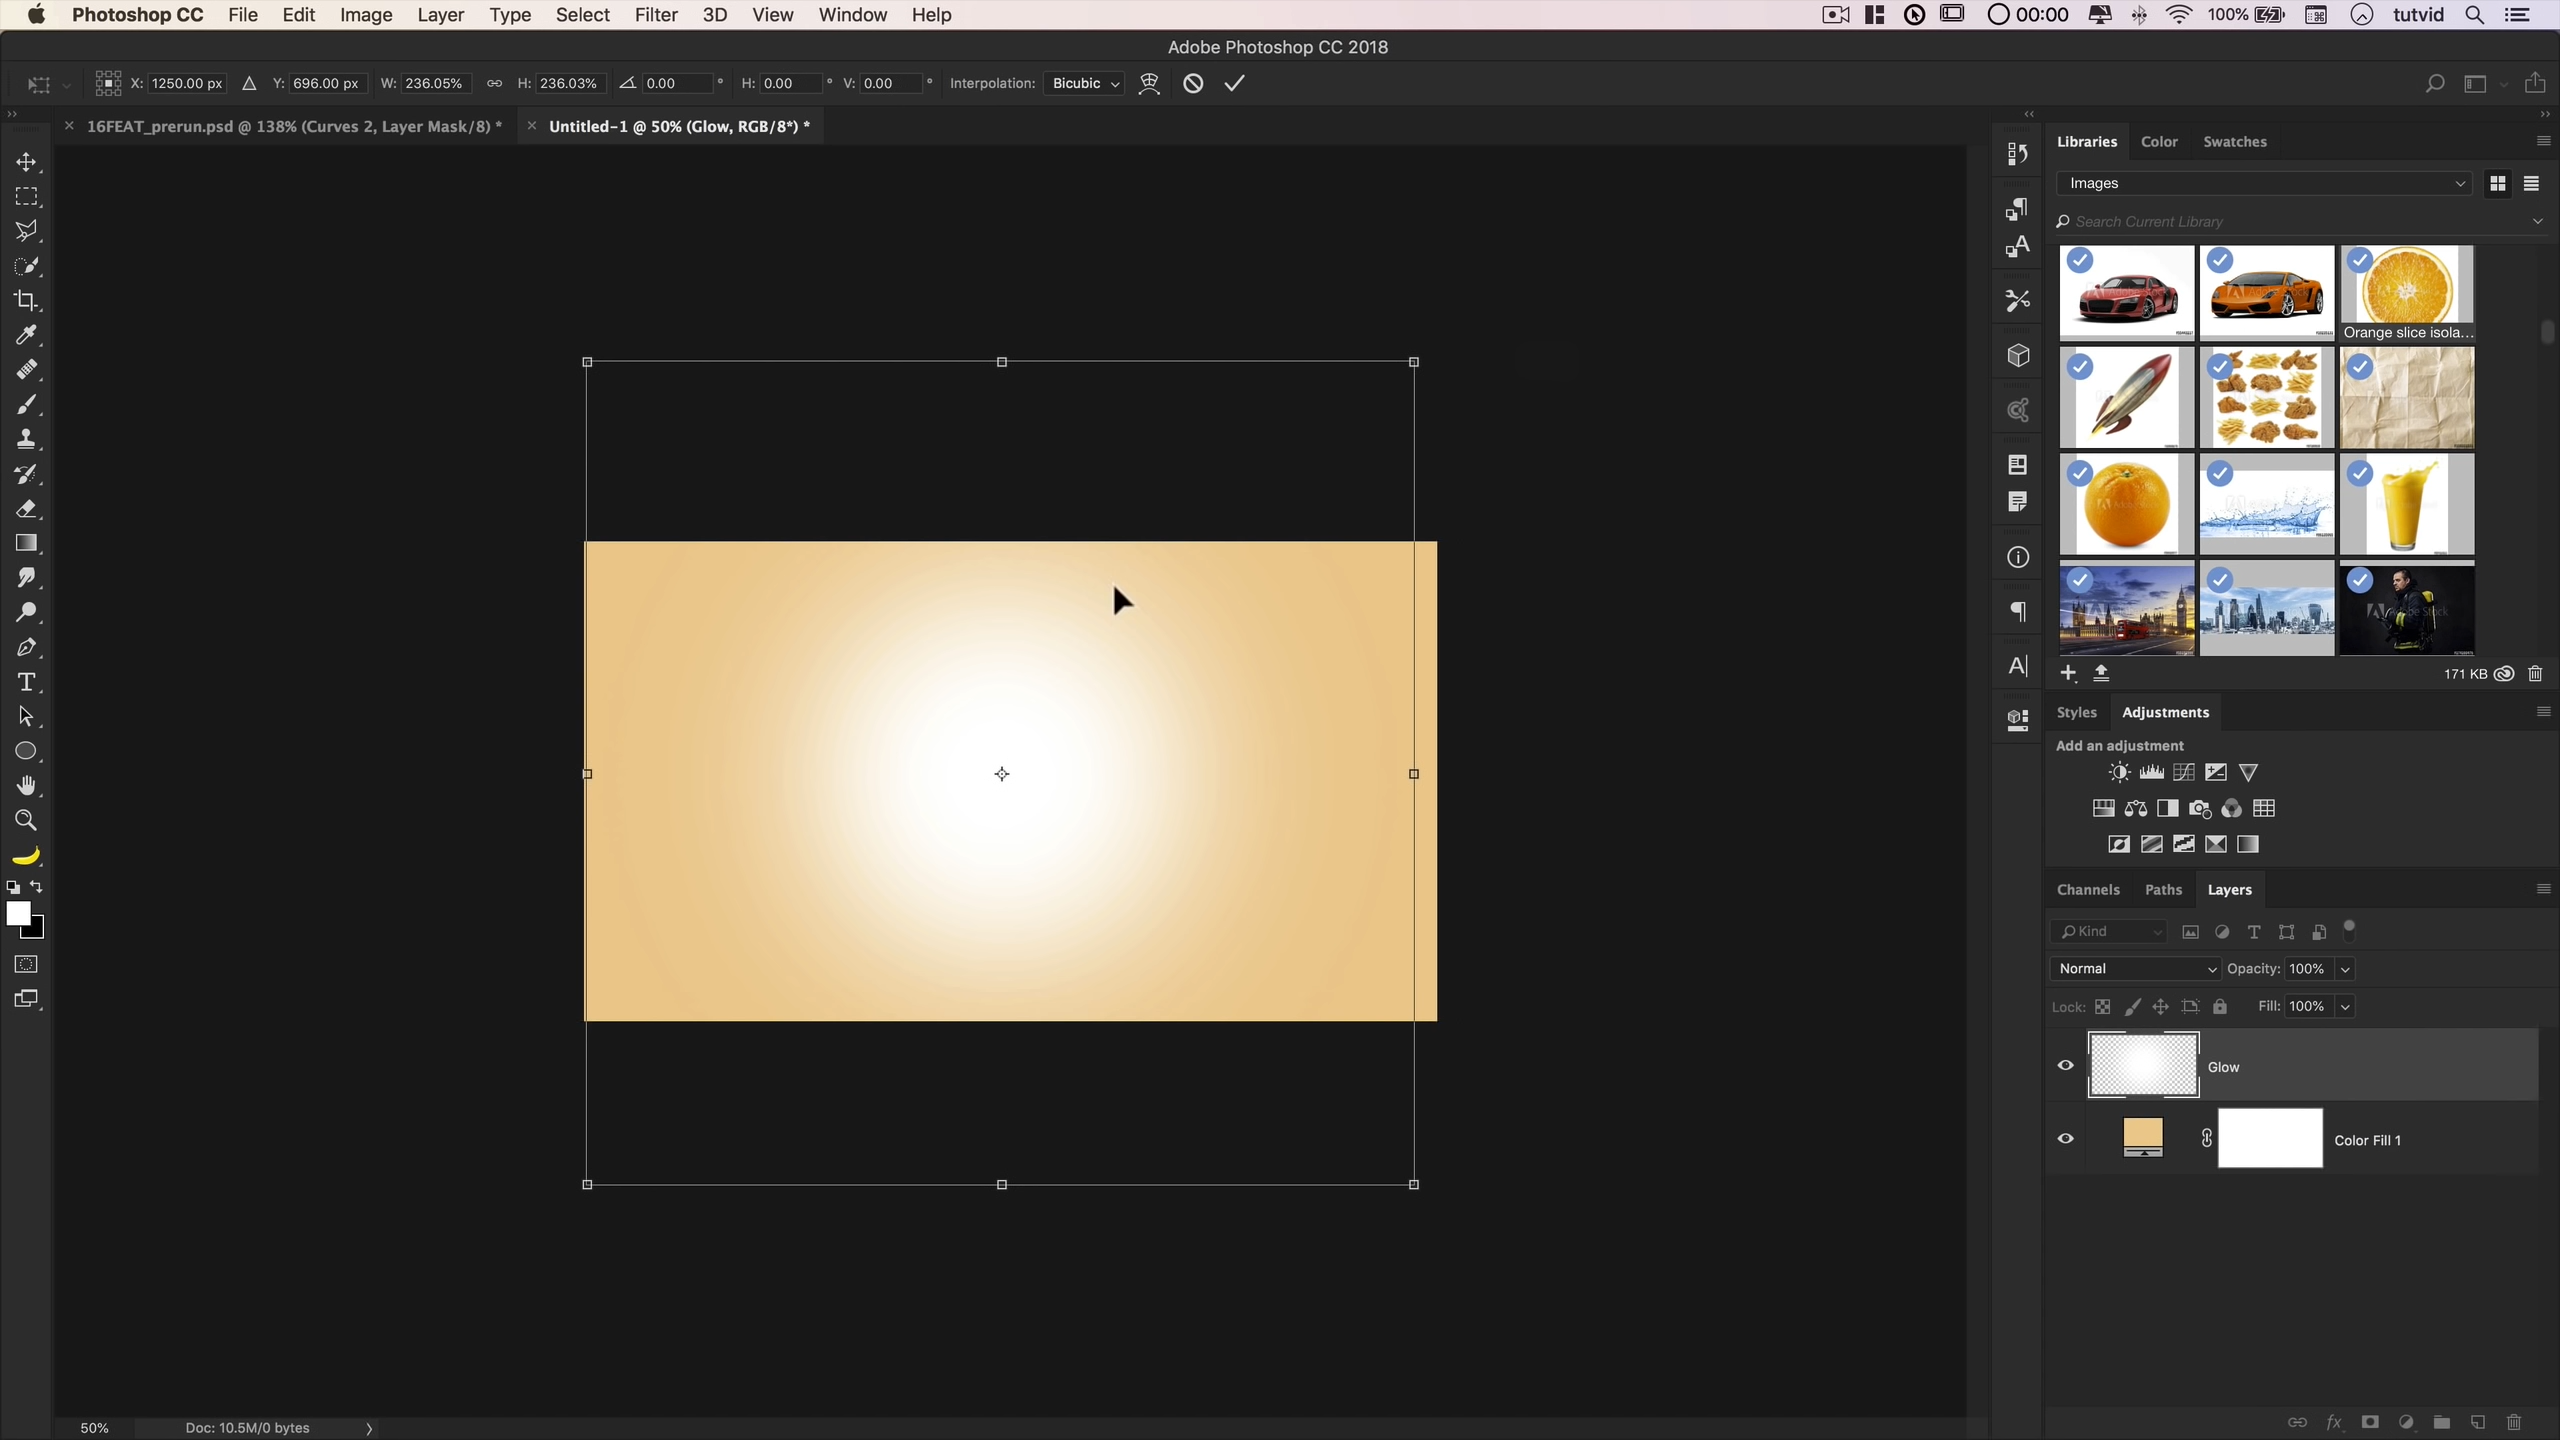 Photoshop CC File Edit Image Layer Type Select Filter 3D View Window Help 00:00 100% tutvid
Adobe Photoshop CC 2018
X: 1250.00 px Y: 696.00 px W: 236.05% H: 236.03% 0.00 ° H: 0.00 ° V: 0.00 ° Interpolation: Bicubic
16FEAT_prerun.psd @ 138% (Curves 2, Layer Mask/8) * Untitled-1 @ 50% (Glow, RGB/8*) *
Libraries Color Swatches
Images
Search Current Library
Orange slice isola...
171 KB
Styles Adjustments
Add an adjustment
Channels Paths Layers
Kind
Normal Opacity: 100%
Lock: Fill: 100%
Glow
Color Fill 1
50% Doc: 10.5M/0 bytes